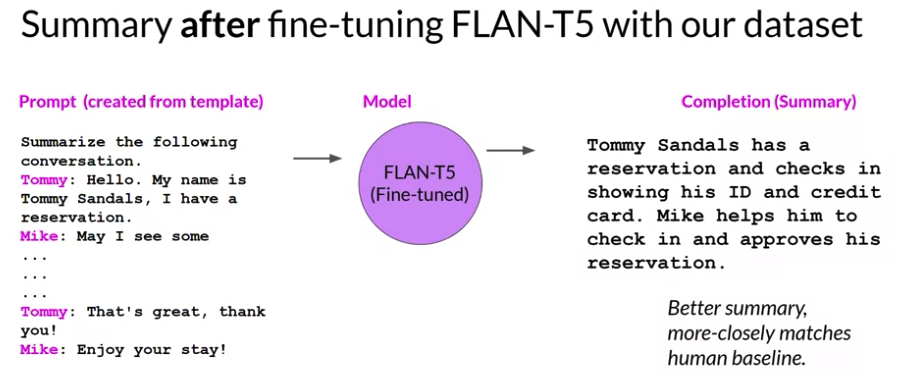 Summary after fine-tuning FLAN-T5 with our dataset
Prompt (created from template)
Summarize the following
conversation.
Tommy: Hello. My name is
Tommy Sandals, I have a
reservation.
Mike: May I see some
...
...
...
Tommy: That's great, thank
you!
Mike: Enjoy your stay!
Model
FLAN-T5
(Fine-tuned)
Completion (Summary)
Tommy Sandals has a
reservation and checks in
showing his ID and credit
card. Mike helps him to
check in and approves his
reservation.
Better summary,
more-closely matches
human baseline.